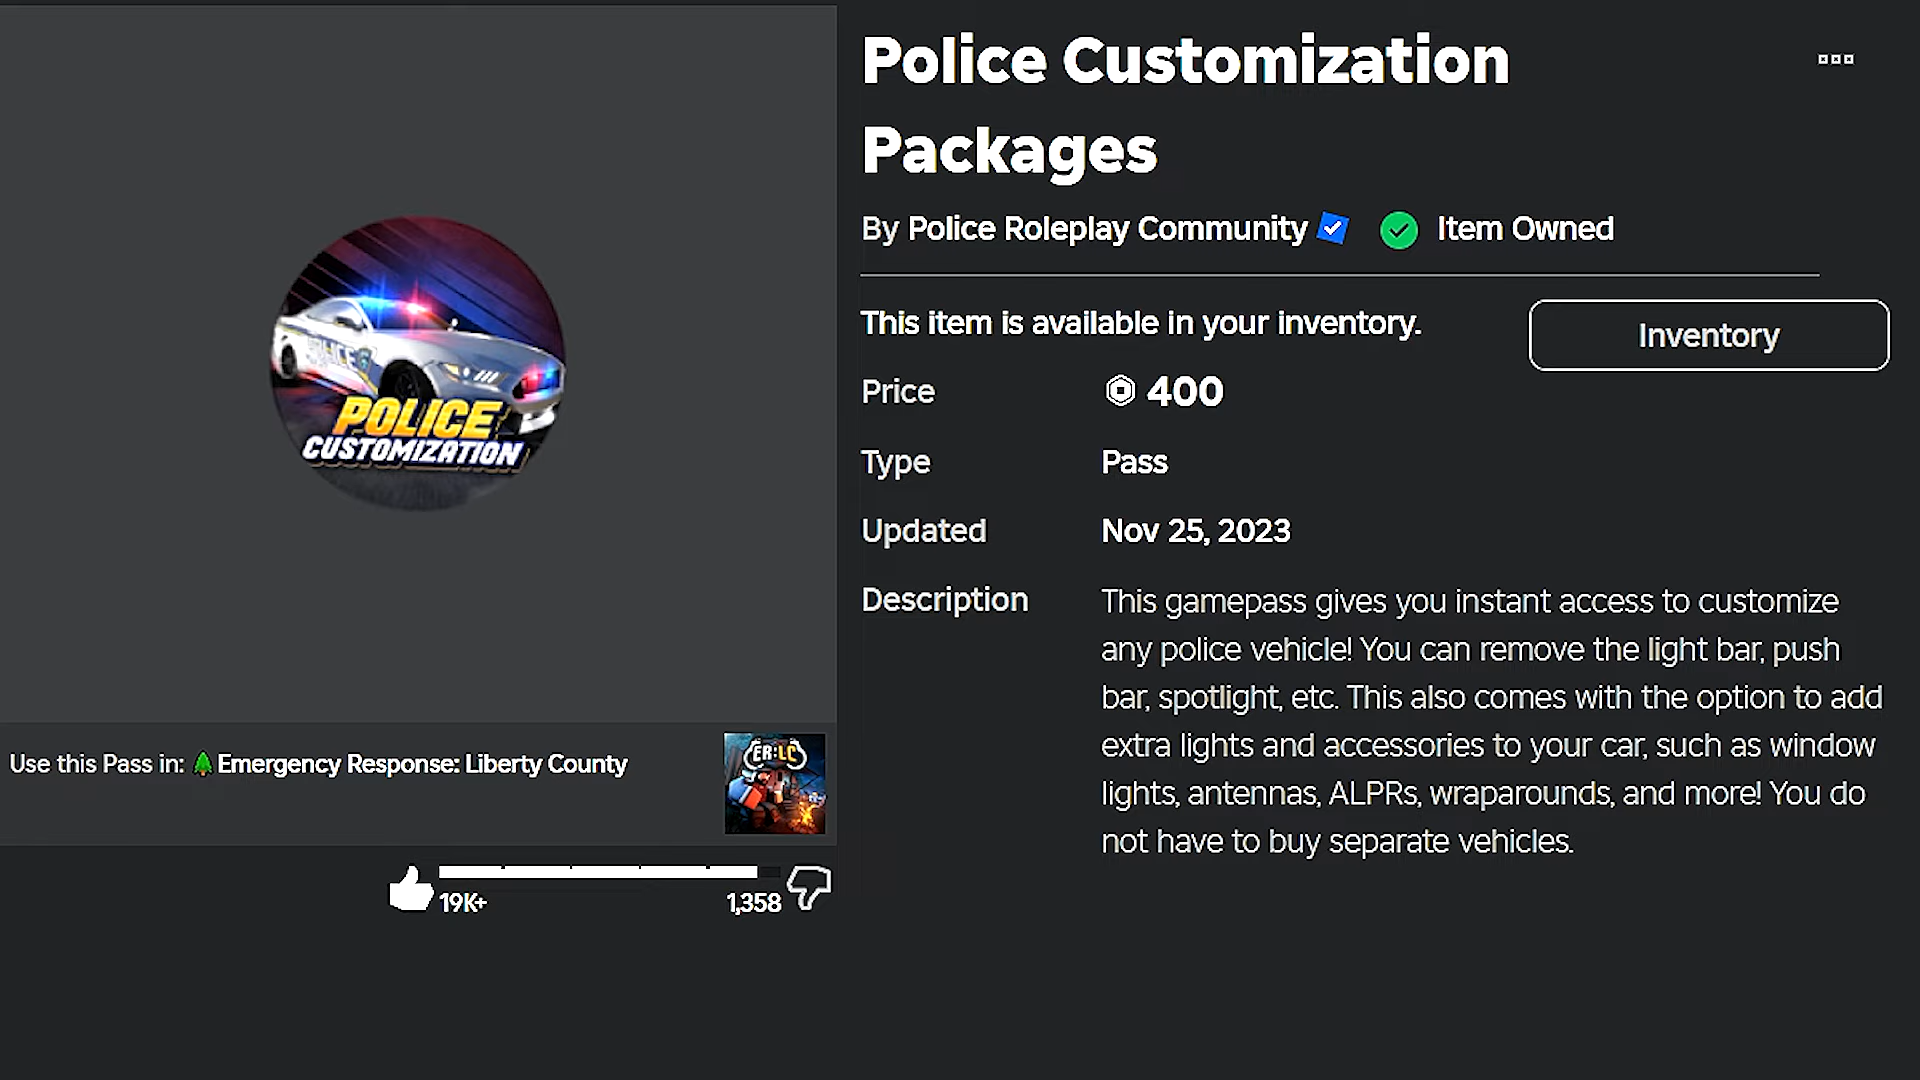 Police Customization
Packages
By Police Roleplay Community
Item Owned
This item is available in your inventory.
Inventory
Price
400
Type
Pass
Updated
Nov 25, 2023
Description
This gamepass gives you instant access to customize
any police vehicle! You can remove the light bar, push
bar, spotlight, etc. This also comes with the option to add
extra lights and accessories to your car, such as window
lights, antennas, ALPRs, wraparounds, and more! You do
not have to buy separate vehicles.
POLICE
POLICE
CUSTOMIZATION
Use this Pass in: 🌲Emergency Response: Liberty County
ER:LC
19K+
1,358